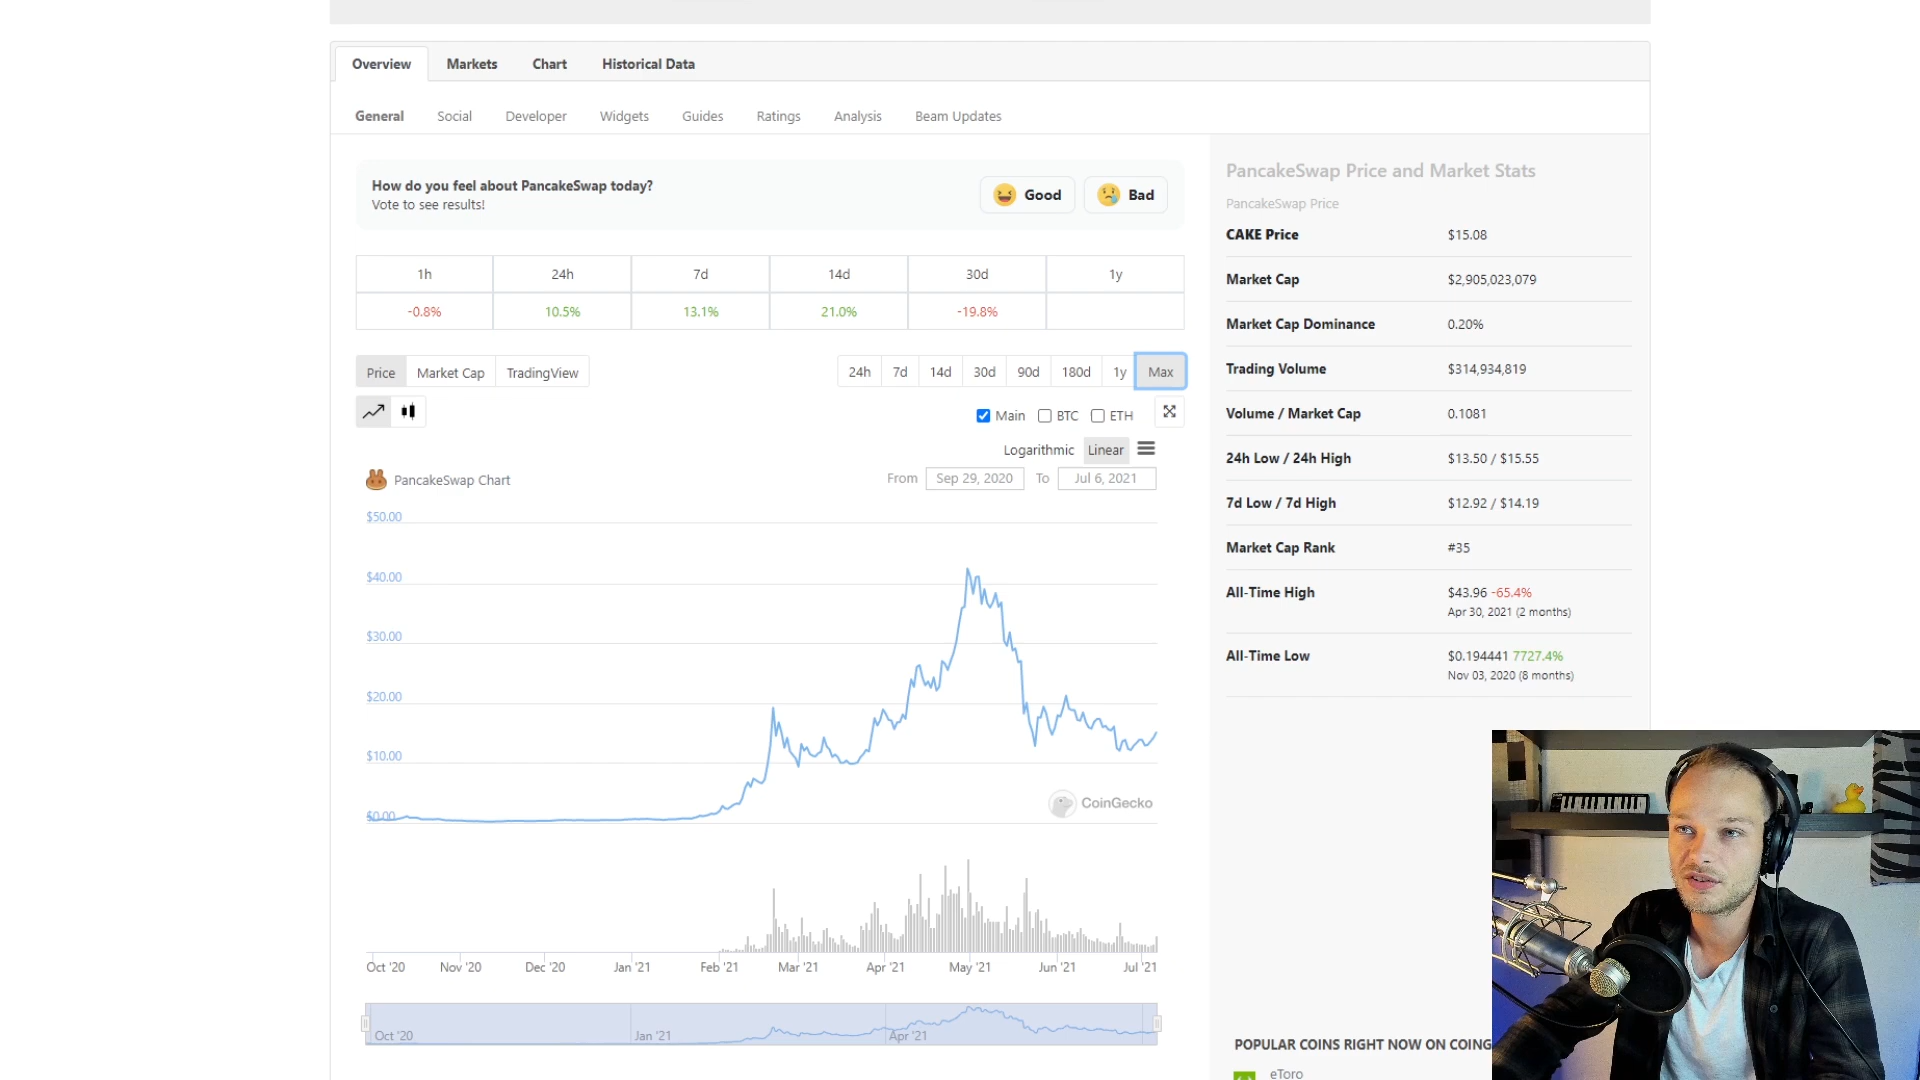 Overview Markets Chart Historical Data
General Social Developer Widgets Guides Ratings Analysis Beam Updates
How do you feel about PancakeSwap today?
Vote to see results!
Good Bad
1h 24h 7d 14d 30d 1y
-0.8% 10.5% 13.1% 21.0% -19.8%
Price Market Cap TradingView
24h 7d 14d 30d 90d 180d 1y Max
Main BTC ETH
Logarithmic Linear
PancakeSwap Chart
From Sep 29, 2020 To Jul 6, 2021
$50.00
$40.00
$30.00
$20.00
$10.00
$0.00
CoinGecko
Oct '20 Nov '20 Dec '20 Jan '21 Feb '21 Mar '21 Apr '21 May '21 Jun '21 Jul '21
Oct '20 Jan '21 Apr '21
PancakeSwap Price and Market Stats
PancakeSwap Price
CAKE Price $15.08
Market Cap $2,905,023,079
Market Cap Dominance 0.20%
Trading Volume $314,934,819
Volume / Market Cap 0.1081
24h Low / 24h High $13.50 / $15.55
7d Low / 7d High $12.92 / $14.19
Market Cap Rank #35
All-Time High $43.96 -65.4%
Apr 30, 2021 (2 months)
All-Time Low $0.194441 7727.4%
Nov 03, 2020 (8 months)
POPULAR COINS RIGHT NOW ON COING
eToro